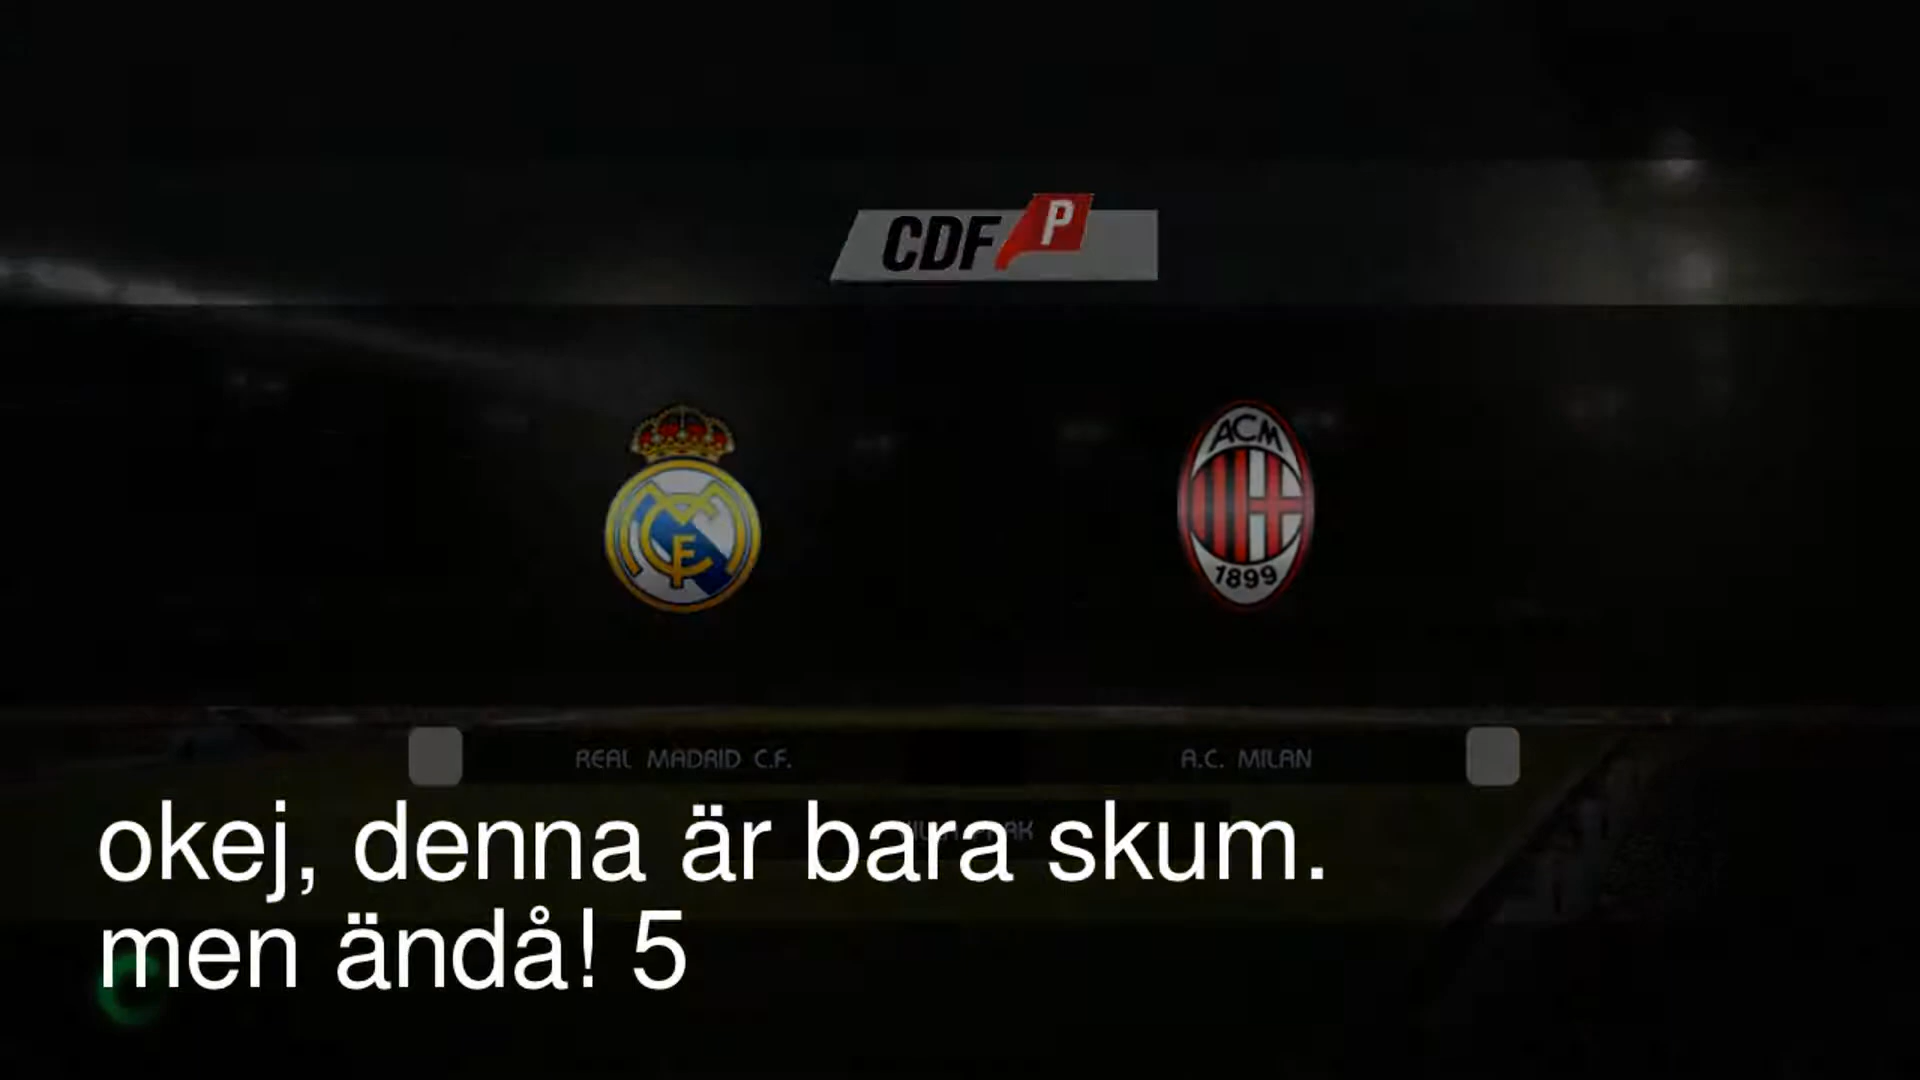 CDF P
ACM
1899
REAL MADRID C.F.
A.C. MILAN
okej, denna är bara skum.
men ändå! 5